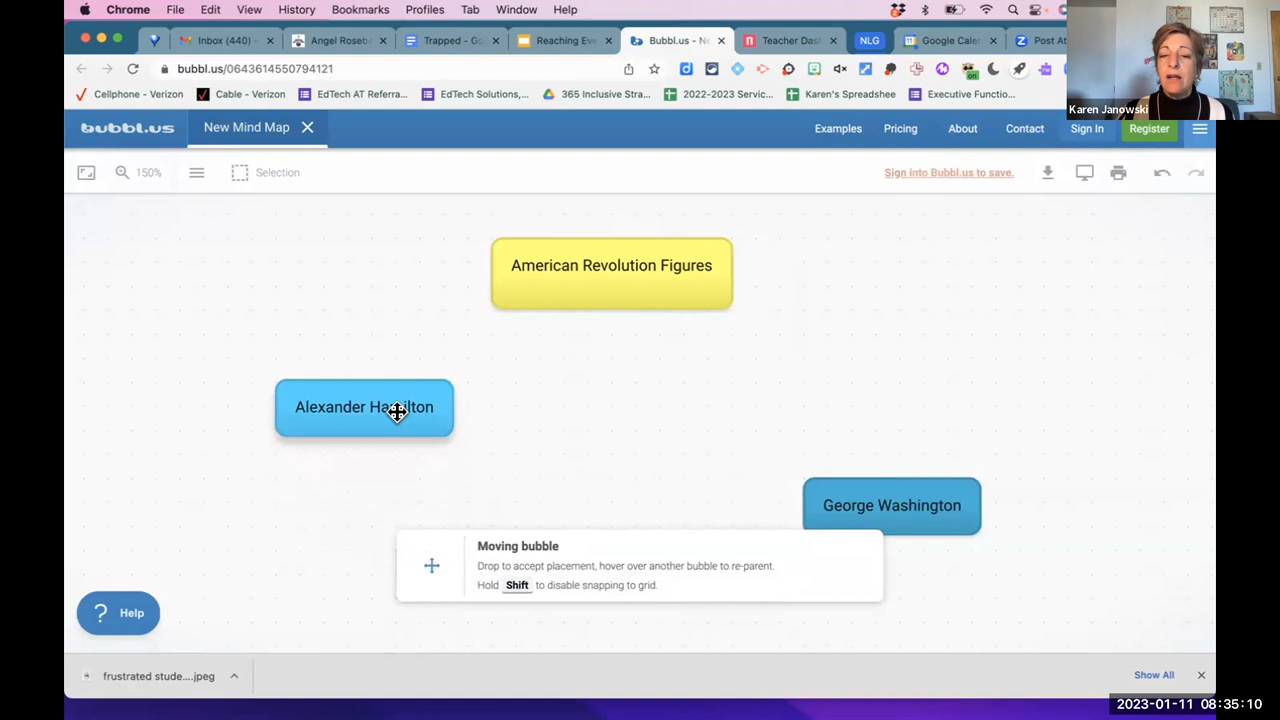 Chrome File Edit View History Bookmarks Profiles Tab Window Help
Inbox (440) - Angel Roseb Trapped - Go Reaching Eve Bubbl.us - Ne Teacher Das NLG Google Cale Post At
bubbl.us/0643614550794121
Cellphone - Verizon Cable - Verizon EdTech AT Referra... EdTech Solutions,... 365 Inclusive Stra... 2022-2023 Servic... Karen's Spreadshee Executive Functio...
on
Karen Janowski
bubbl.us New Mind Map Examples Pricing About Contact Sign In Register
150% Selection Sign into Bubbl.us to save.
American Revolution Figures
Alexander Hamilton
George Washington
Moving bubble
Drop to accept placement, hover over another bubble to re-parent.
Hold Shift to disable snapping to grid.
? Help
frustrated stude....jpeg Show All
2023-01-11 08:35:10